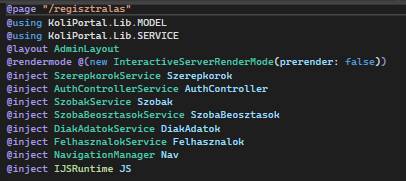 @page "/regisztralas"
@using KoliPortal.Lib.MODEL
@using KoliPortal.Lib.SERVICE
@layout AdminLayout
@rendermode @(new InteractiveServerRenderMode(prerender: false))
@inject SzerepkorokService Szerepkorok
@inject AuthControllerService AuthController
@inject SzobakService Szobak
@inject SzobaBeosztasokService SzobaBeosztasok
@inject DiakAdatokService DiakAdatok
@inject FelhasznalokService Felhasznalok
@inject NavigationManager Nav
@inject IJSRuntime JS